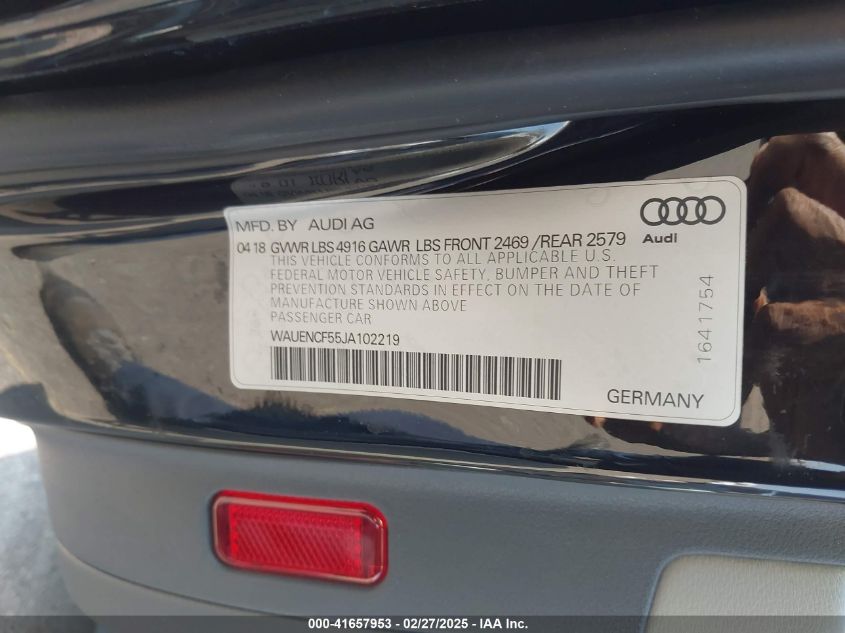 MFD. BY AUDI AG
Audi
04 18 GVWR LBS 4916 GAWR LBS FRONT 2469 /REAR 2579
THIS VEHICLE CONFORMS TO ALL APPLICABLE U.S.
FEDERAL MOTOR VEHICLE SAFETY, BUMPER AND THEFT
PREVENTION STANDARDS IN EFFECT ON THE DATE OF
MANUFACTURE SHOWN ABOVE
PASSENGER CAR
WAUENCF55JA102219
1641754
GERMANY
000-41657953 - 02/27/2025 - IAA Inc.